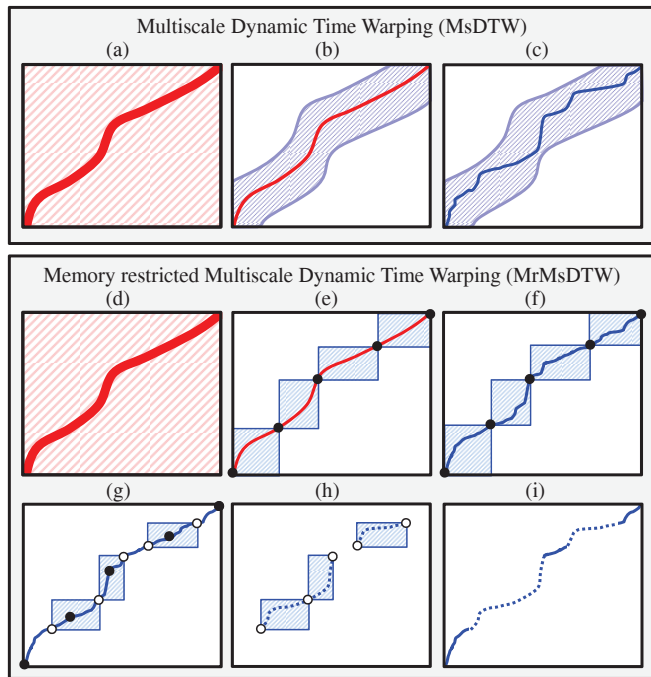 Multiscale Dynamic Time Warping (MsDTW)
(a) (b) (c)
Memory restricted Multiscale Dynamic Time Warping (MrMsDTW)
(d) (e) (f)
(g) (h) (i)